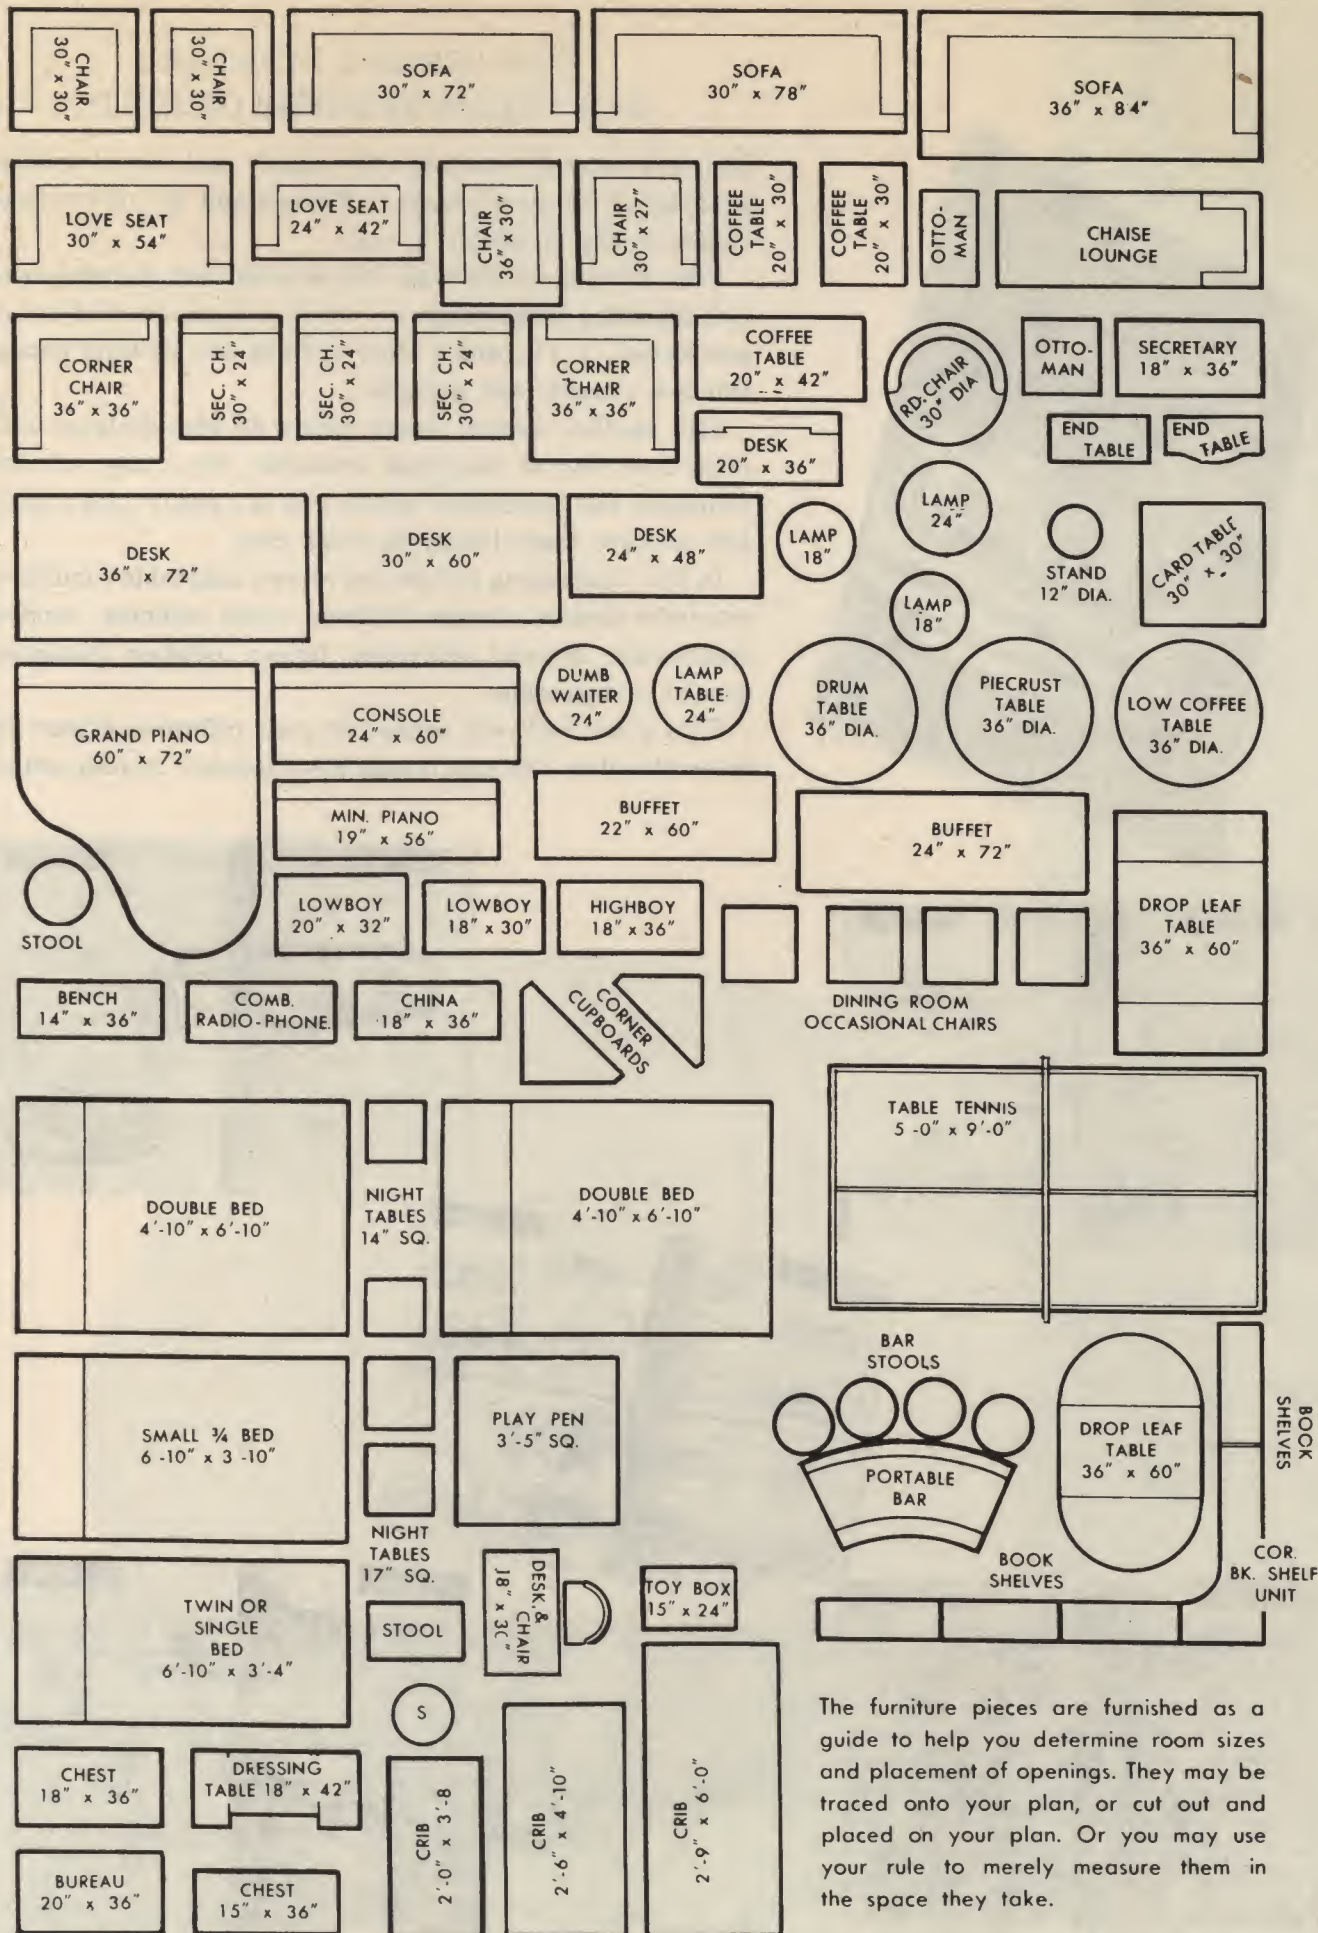 CHAIR
30" x 30"
CHAIR
30" x 30"
SOFA
30" x 72"
SOFA
30" x 78"
SOFA
36" x 84"
LOVE SEAT
30" x 54"
LOVE SEAT
24" x 42"
CHAIR
36" x 30"
CHAIR
30" x 27"
COFFEE
TABLE
20" x 30"
COFFEE
TABLE
20" x 30"
OTTO-
MAN
CHAISE
LOUNGE
CORNER
CHAIR
36" x 36"
SEC. CH.
30" x 24"
SEC. CH.
30" x 24"
SEC. CH.
30" x 24"
CORNER
CHAIR
36" x 36"
COFFEE
TABLE
20" x 42"
RD. CHAIR
30" DIA
OTTO-
MAN
SECRETARY
18" x 36"
DESK
20" x 36"
END
TABLE
END
TABLE
DESK
36" x 72"
DESK
30" x 60"
DESK
24" x 48"
LAMP
18"
LAMP
24"
LAMP
18"
STAND
12" DIA.
CARD TABLE
30" x 30"
GRAND PIANO
60" x 72"
CONSOLE
24" x 60"
DUMB
WAITER
24"
LAMP
TABLE
24"
DRUM
TABLE
36" DIA.
PIECRUST
TABLE
36" DIA.
LOW COFFEE
TABLE
36" DIA.
MIN. PIANO
19" x 56"
BUFFET
22" x 60"
BUFFET
24" x 72"
STOOL
LOWBOY
20" x 32"
LOWBOY
18" x 30"
HIGHBOY
18" x 36"
DROP LEAF
TABLE
36" x 60"
BENCH
14" x 36"
COMB.
RADIO-PHONE.
CHINA
18" x 36"
CORNER
CUPBOARDS
DINING ROOM
OCCASIONAL CHAIRS
DOUBLE BED
4'-10" x 6'-10"
NIGHT
TABLES
14" SQ.
DOUBLE BED
4'-10" x 6'-10"
TABLE TENNIS
5 -0" x 9'-0"
SMALL ¾ BED
6 -10" x 3 -10"
NIGHT
TABLES
17" SQ.
PLAY PEN
3'-5" SQ.
BAR
STOOLS
PORTABLE
BAR
DROP LEAF
TABLE
36" x 60"
BOOK
SHELVES
BOOK
SHELVES
COR.
BK. SHELF
UNIT
TWIN OR
SINGLE
BED
6'-10" x 3'-4"
STOOL
DESK &
CHAIR
18" x 30"
TOY BOX
15" x 24"
S
CHEST
18" x 36"
DRESSING
TABLE 18" x 42"
CRIB
2'-0" x 3'-8
CRIB
2'-6" x 4'-10"
CRIB
2'-9" x 6'-0"
BUREAU
20" x 36"
CHEST
15" x 36"
The furniture pieces are furnished as a
guide to help you determine room sizes
and placement of openings. They may be
traced onto your plan, or cut out and
placed on your plan. Or you may use
your rule to merely measure them in
the space they take.